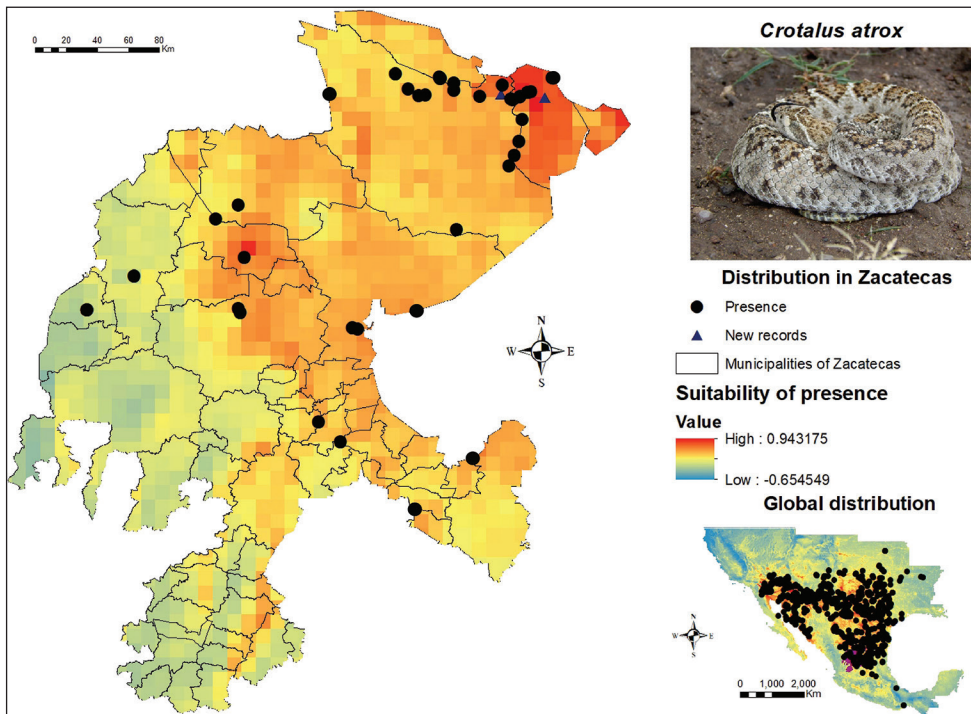 0 20 40 60 80
Km
N
W E
S
Crotalus atrox
Distribution in Zacatecas
Presence
New records
Municipalities of Zacatecas
Suitability of presence
Value
High : 0.943175
Low : -0.654549
Global distribution
N
W E
S
0 1,000 2,000
Km